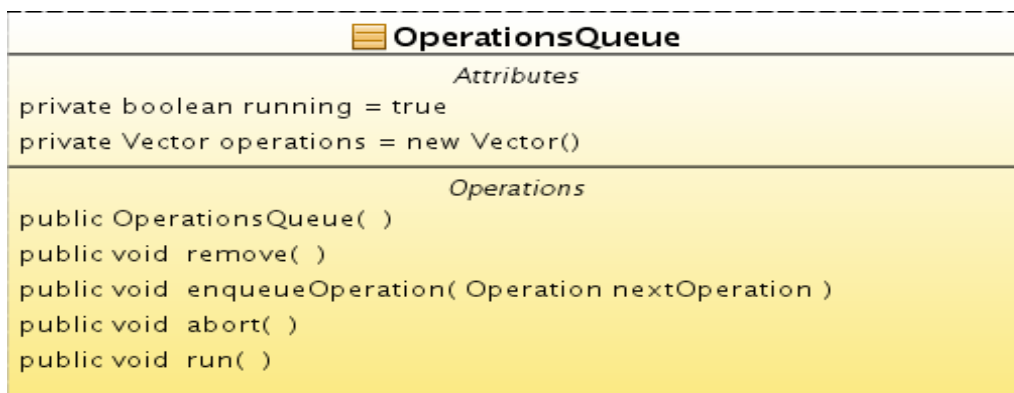 OperationsQueue
Attributes
private boolean running = true
private Vector operations = new Vector()
Operations
public OperationsQueue( )
public void remove( )
public void enqueueOperation( Operation nextOperation )
public void abort( )
public void run( )